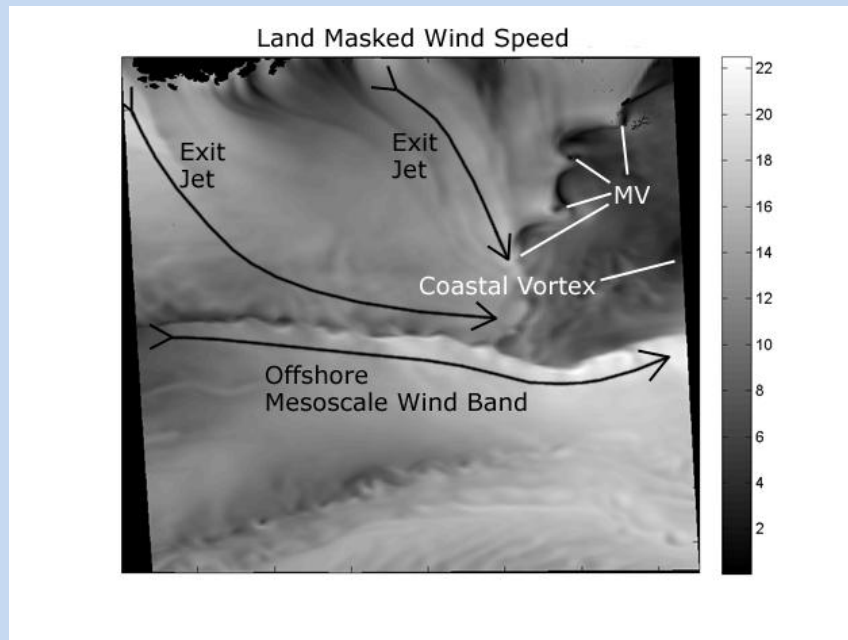 Land Masked Wind Speed
Exit
Jet
Exit
Jet
MV
Coastal Vortex
Offshore
Mesoscale Wind Band
22
20
18
16
14
12
10
8
6
4
2